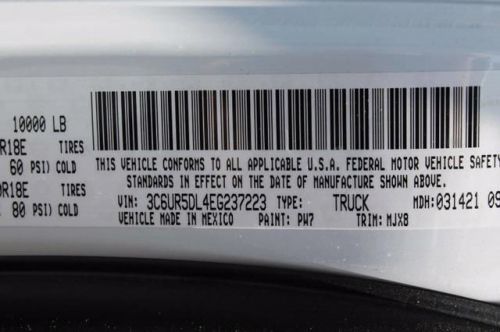 10000 LB
R18E TIRES
60 PSI) COLD
R18E TIRES
80 PSI) COLD
THIS VEHICLE CONFORMS TO ALL APPLICABLE U.S.A. FEDERAL MOTOR VEHICLE SAFETY
STANDARDS IN EFFECT ON THE DATE OF MANUFACTURE SHOWN ABOVE.
VIN: 3C6UR5DL4EG237223 TYPE: TRUCK MDH: 031421 09
VEHICLE MADE IN MEXICO PAINT: PW7 TRIM: MJX8